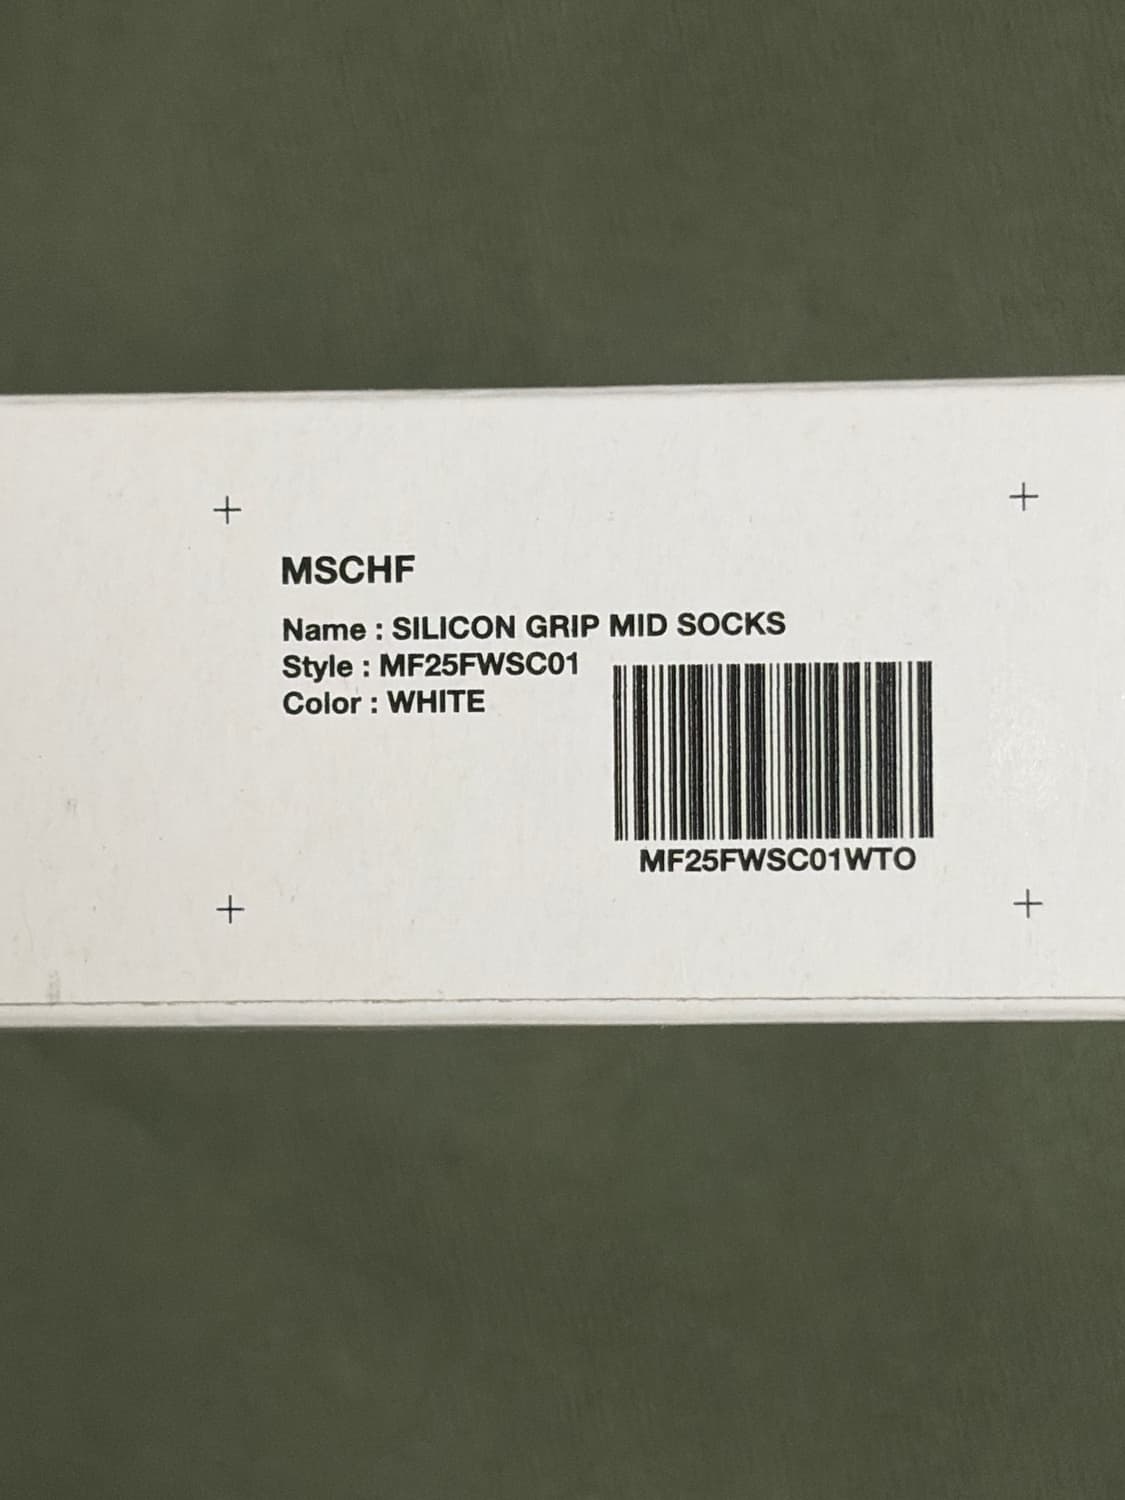 MSCHF
Name : SILICON GRIP MID SOCKS
Style : MF25FWSC01
Color : WHITE
MF25FWSC01WTO